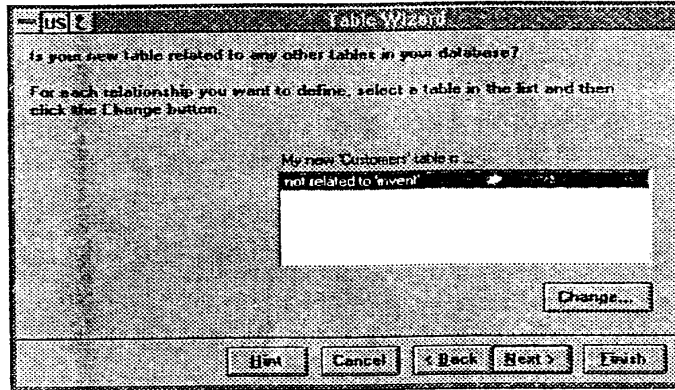 US
Table Wizard
Is your new table related to any other tables in your database?
For each relationship you want to define, select a table in the list and then
click the Change button.
My new 'Customers' table is ...
not related to 'invent'
Change...
Hint
Cancel
< Back
Next >
Finish